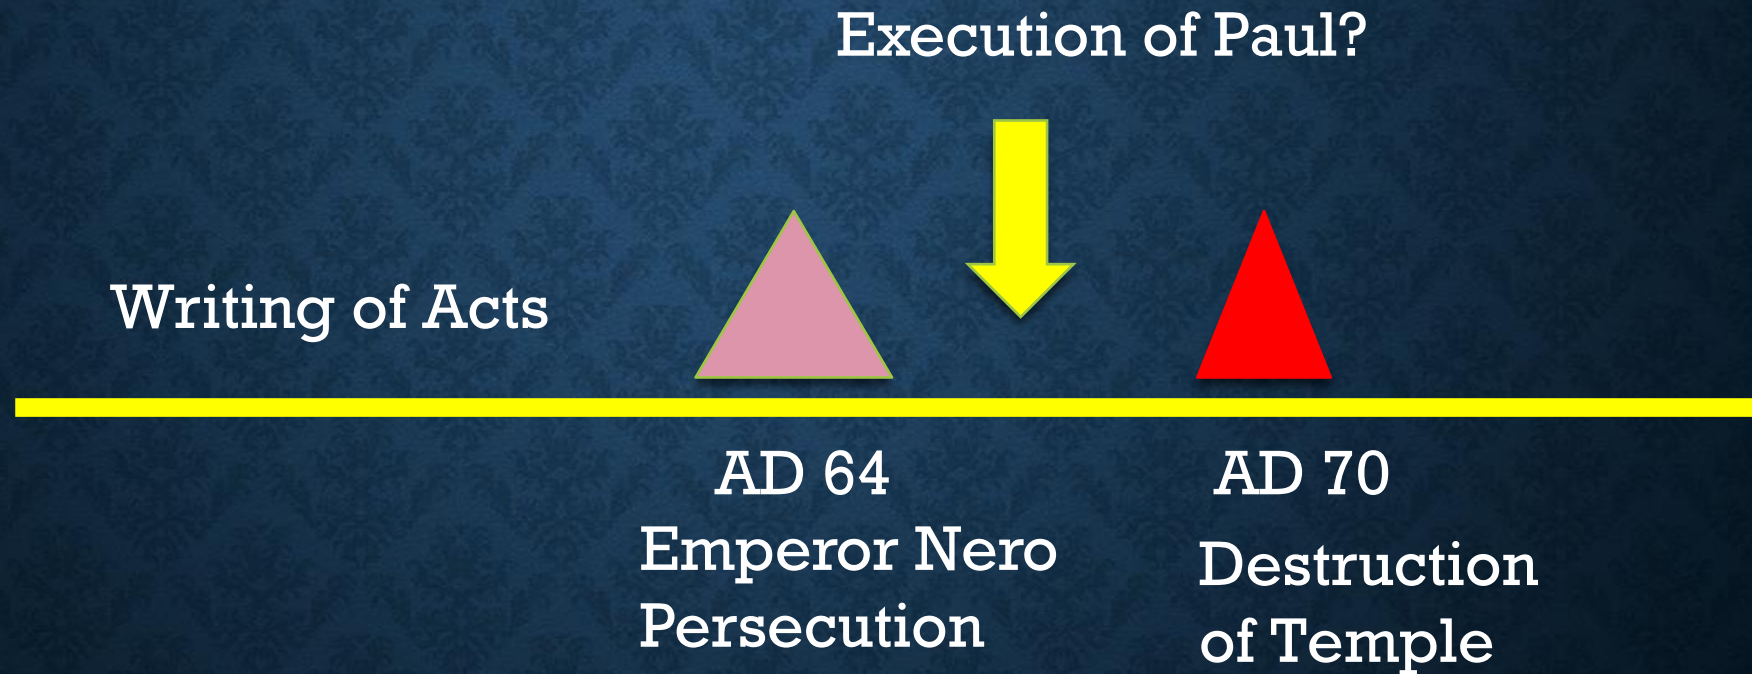 Execution of Paul?
Writing of Acts
AD 64
Emperor Nero
Persecution
AD 70
Destruction
of Temple